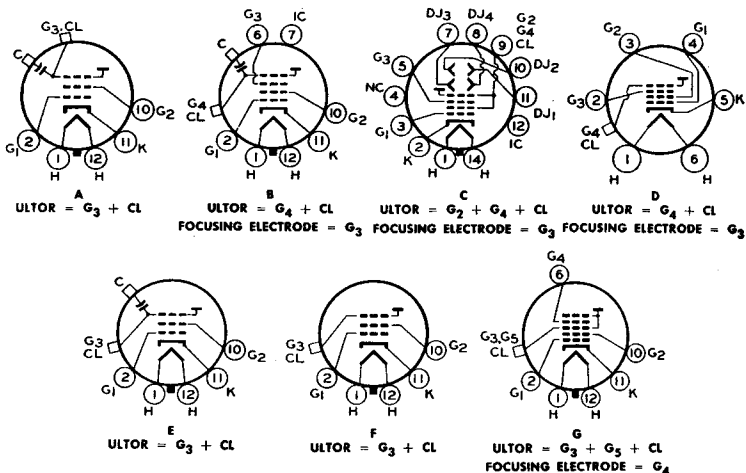 G3,CL
C
10 G2
G1 2
11 K
1 12
H H
A
ULTOR = G3 + CL
G3 IC
6 7
C
G4
CL
10 G2
G1 2
11 K
1 12
H H
B
ULTOR = G4 + CL
FOCUSING ELECTRODE = G3
DJ3 DJ4 G2
G4
CL
7 8 9
G3 5
10 DJ2
NC 4
11 DJ1
G1 3
12 IC
K 2
1 14
H H
C
ULTOR = G2 + G4 + CL
FOCUSING ELECTRODE = G3
G2 G1
3 4
G3 2
5 K
G4
CL
1 6
H H
D
ULTOR = G4 + CL
FOCUSING ELECTRODE = G3
C
G3
CL
10 G2
G1 2
11 K
1 12
H H
E
ULTOR = G3 + CL
G3
CL
10 G2
G1 2
11 K
1 12
H H
F
ULTOR = G3 + CL
G4
6
G3,G5
CL
10 G2
G1 2
11 K
1 12
H H
G
ULTOR = G3 + G5 + CL
FOCUSING ELECTRODE = G4